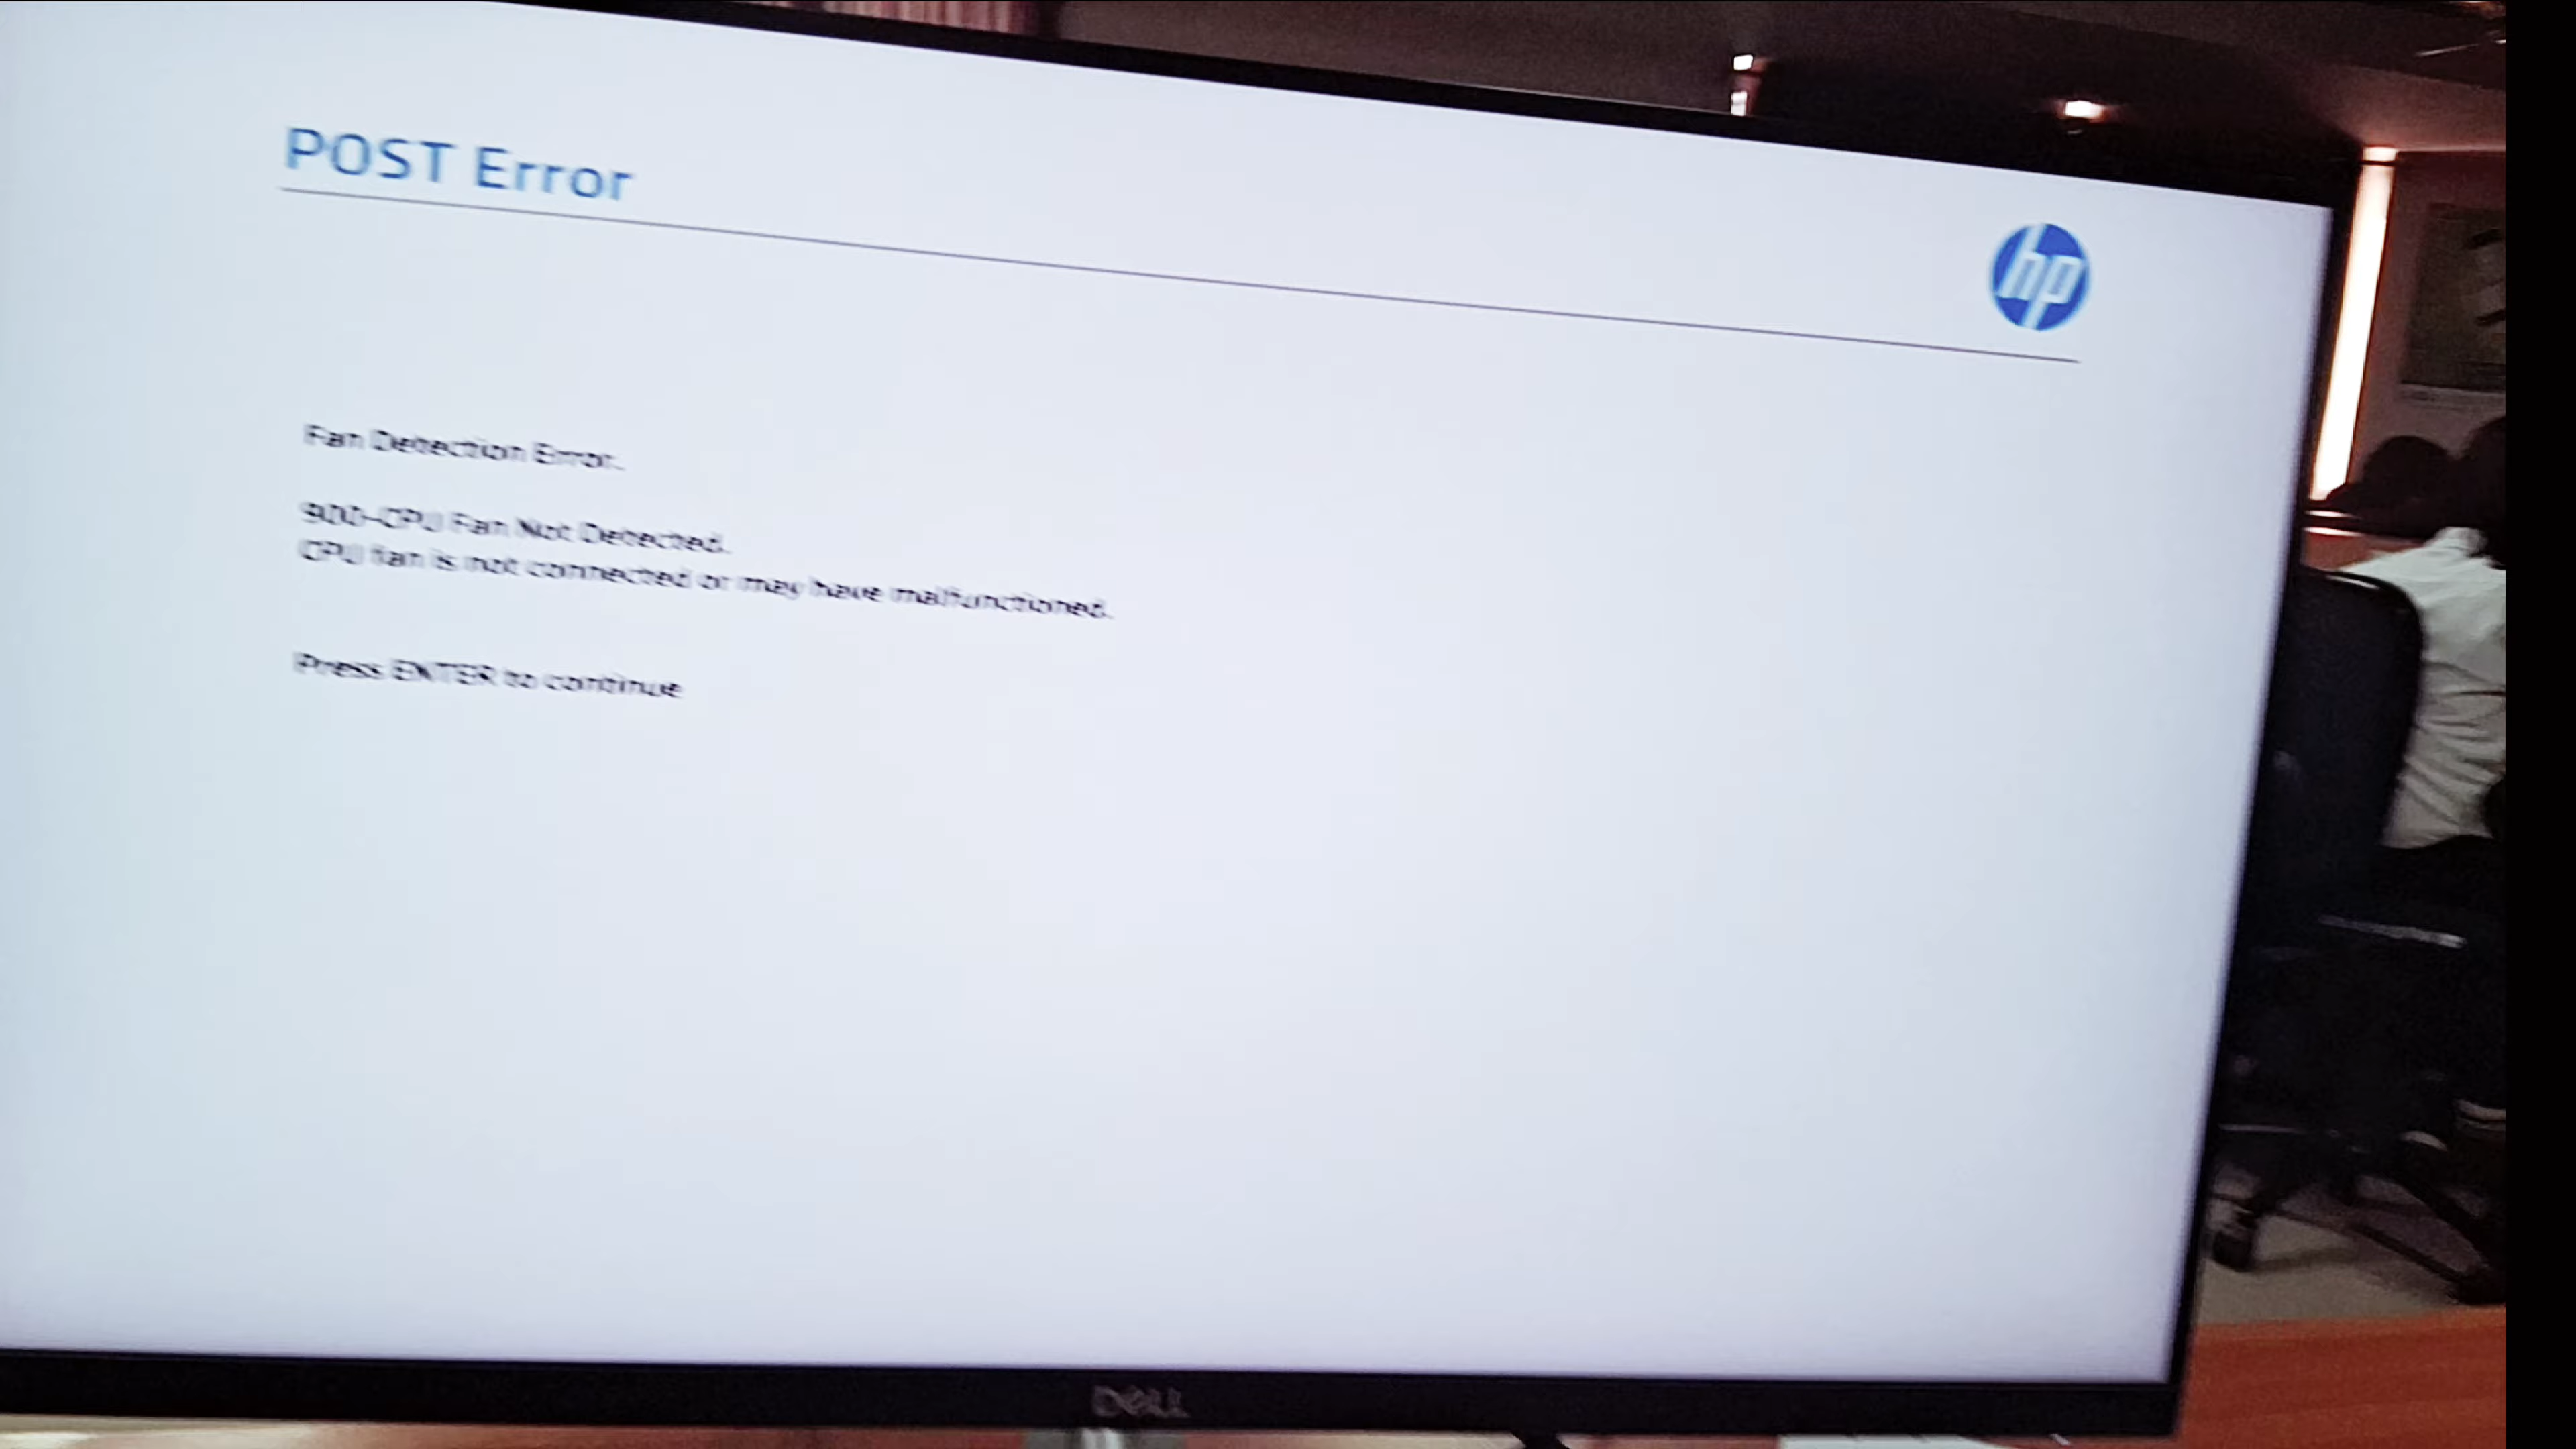 POST Error
hp
Fan Detection Error.
900-CPU Fan Not Detected.
CPU fan is not connected or may have malfunctioned.
Press ENTER to continue
DELL